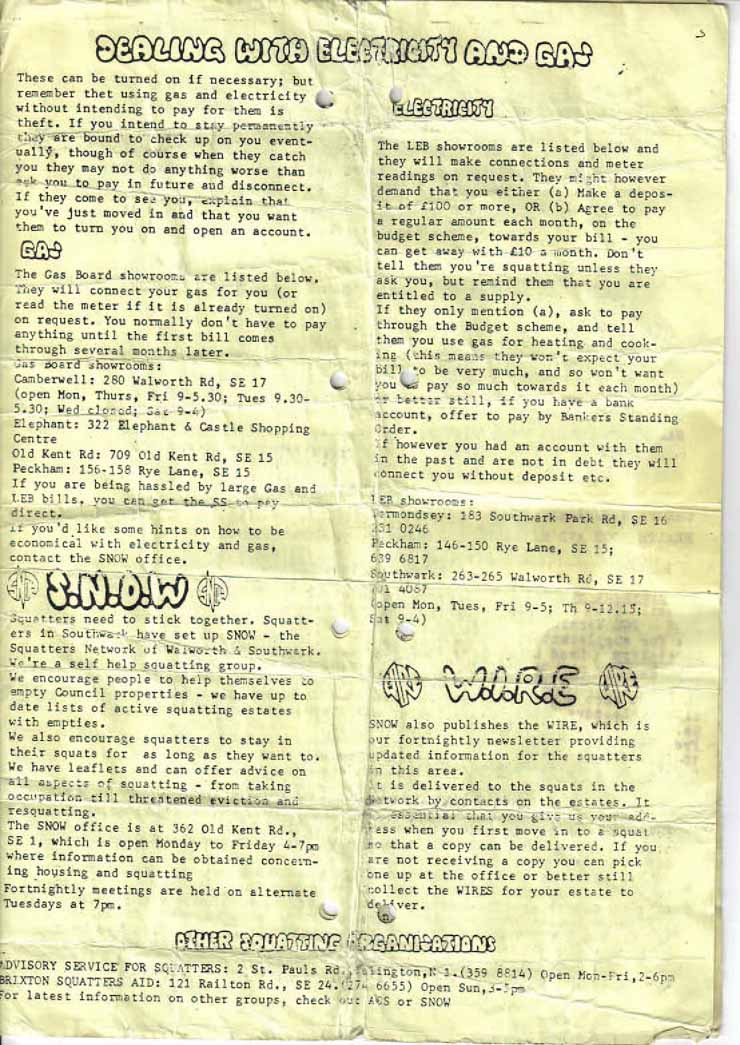 DEALING WITH ELECTRICITY AND GAS
These can be turned on if necessary; but
remember thet using gas and electricity
without intending to pay for them is
theft. If you intend to stay permanently
they are bound to check up on you event-
ually, though of course when they catch
you they may not do anything worse than
ask you to pay in future and disconnect.
If they come to see you, explain that
you've just moved in and that you want
them to turn you on and open an account.
GAS
The Gas Board showrooms are listed below.
They will connect your gas for you (or
read the meter if it is already turned on)
on request. You normally don't have to pay
anything until the first bill comes
through several months later.
Gas Board showrooms:
Camberwell: 280 Walworth Rd, SE 17
(open Mon, Thurs, Fri 9-5.30; Tues 9.30-
5.30; Wed closed; Sat 9-4)
Elephant: 322 Elephant & Castle Shopping
Centre
Old Kent Rd: 709 Old Kent Rd, SE 15
Peckham: 156-158 Rye Lane, SE 15
If you are being hassled by large Gas and
LEB bills, you can get the SS to pay
direct.
If you'd like some hints on how to be
economical with electricity and gas,
contact the SNOW office.
S.N.O.W
Squatters need to stick together. Squatt-
ers in Southwark have set up SNOW - the
Squatters Network of Walworth & Southwark.
We're a self help squatting group.
We encourage people to help themselves to
empty Council properties - we have up to
date lists of active squatting estates
with empties.
We also encourage squatters to stay in
their squats for as long as they want to.
We have leaflets and can offer advice on
all aspects of squatting - from taking
occupation till threatened eviction and
resquatting.
The SNOW office is at 362 Old Kent Rd.,
SE 1, which is open Monday to Friday 4-7pm
where information can be obtained concern-
ing housing and squatting
Fortnightly meetings are held on alternate
Tuesdays at 7pm.
ELECTRICITY
The LEB showrooms are listed below and
they will make connections and meter
readings on request. They might however
demand that you either (a) Make a depos-
it of £100 or more, OR (b) Agree to pay
a regular amount each month, on the
budget scheme, towards your bill - you
can get away with £10 a month. Don't
tell them you're squatting unless they
ask you, but remind them that you are
entitled to a supply.
If they only mention (a), ask to pay
through the Budget scheme, and tell
them you use gas for heating and cook-
ing (this means they won't expect your
bill to be very much, and so won't want
you to pay so much towards it each month)
or better still, if you have a bank
account, offer to pay by Bankers Standing
Order.
If however you had an account with them
in the past and are not in debt they will
connect you without deposit etc.
LEB showrooms:
Bermondsey: 183 Southwark Park Rd, SE 16
231 0246
Peckham: 146-150 Rye Lane, SE 15;
639 6817
Southwark: 263-265 Walworth Rd, SE 17
701 4087
(open Mon, Tues, Fri 9-5; Th 9-12.15;
Sat 9-4)
WIRE W.I.R.E WIRE
SNOW also publishes the WIRE, which is
our fortnightly newsletter providing
updated information for the squatters
in this area.
It is delivered to the squats in the
network by contacts on the estates. It
is essential that you give us your add-
ress when you first move in to a squat
so that a copy can be delivered. If you
are not receiving a copy you can pick
one up at the office or better still
collect the WIRES for your estate to
deliver.
OTHER SQUATTING ORGANISATIONS
ADVISORY SERVICE FOR SQUATTERS: 2 St. Pauls Rd., Islington, N 1. (359 8814) Open Mon-Fri, 2-6pm
BRIXTON SQUATTERS AID: 121 Railton Rd., SE 24. (274 6655) Open Sun, 3-5pm
For latest information on other groups, check out ASS or SNOW